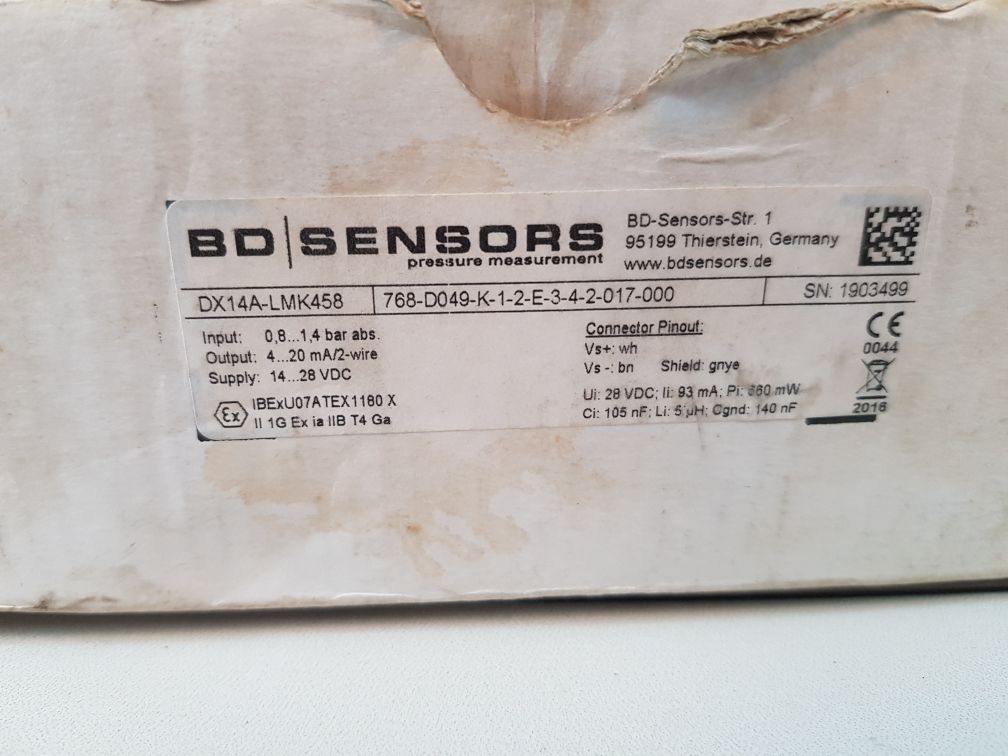 BD|SENSORS
pressure measurement
BD-Sensors-Str. 1
95199 Thierstein, Germany
www.bdsensors.de
DX14A-LMK458
768-D049-K-1-2-E-3-4-2-017-000
SN: 1903499
Input: 0,8...1,4 bar abs.
Output: 4...20 mA/2-wire
Supply: 14...28 VDC
Ex IBExU07ATEX1180 X
II 1G Ex ia IIB T4 Ga
Connector Pinout:
Vs+: wh
Vs -: bn Shield: gnye
Ui: 28 VDC; Ii: 93 mA; Pi: 660 mW
Ci: 105 nF; Li: 5 µH; Cgnd: 140 nF
CE
0044
2016